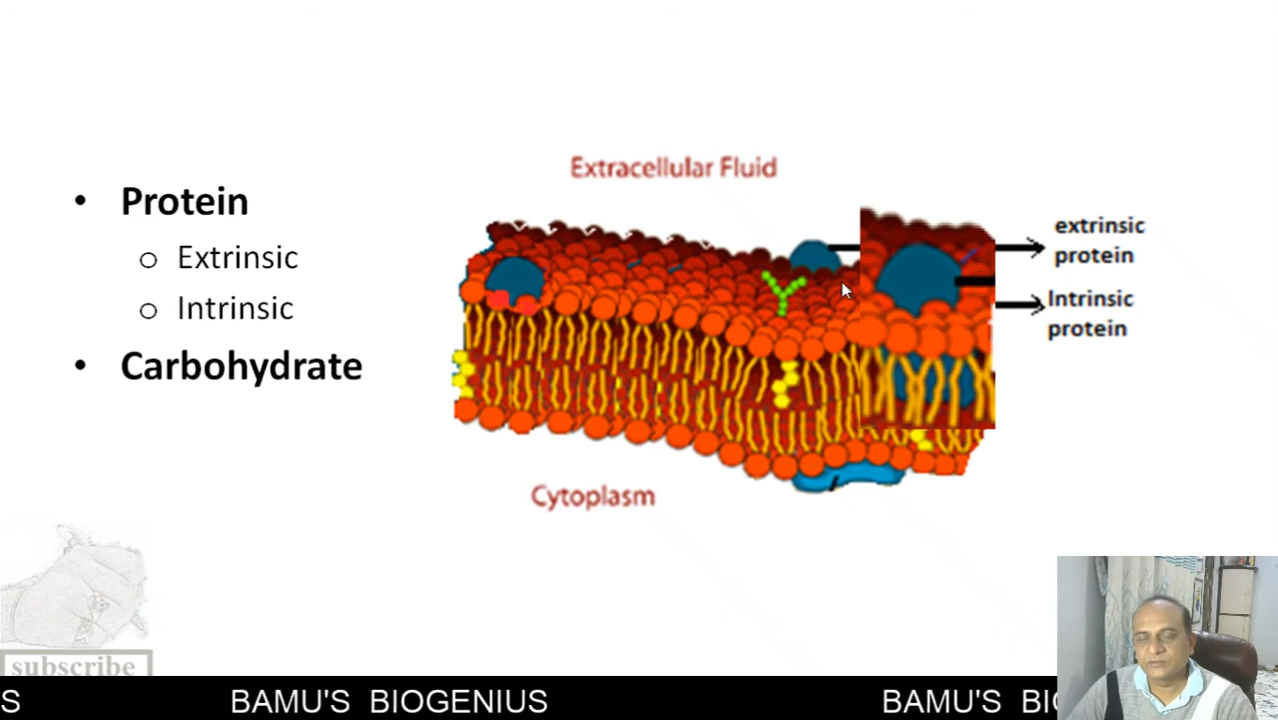 Extracellular Fluid
• Protein
o Extrinsic
o Intrinsic
• Carbohydrate
extrinsic
protein
Intrinsic
protein
Cytoplasm
subscribe
S BAMU'S BIOGENIUS BAMU'S BIO